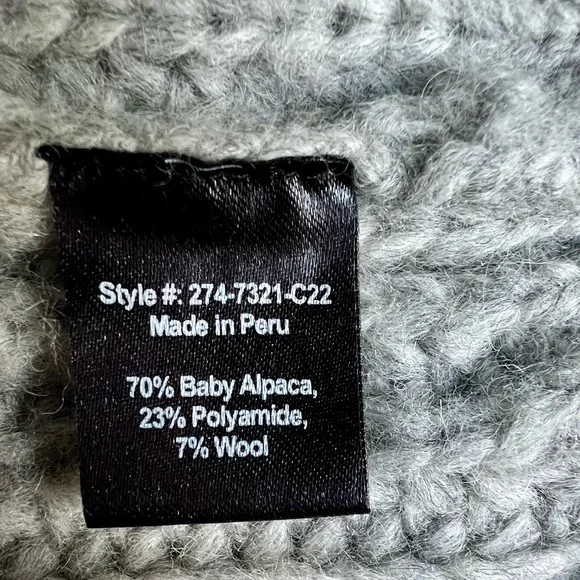 Style #: 274-7321-C22
Made in Peru
70% Baby Alpaca,
23% Polyamide,
7% Wool